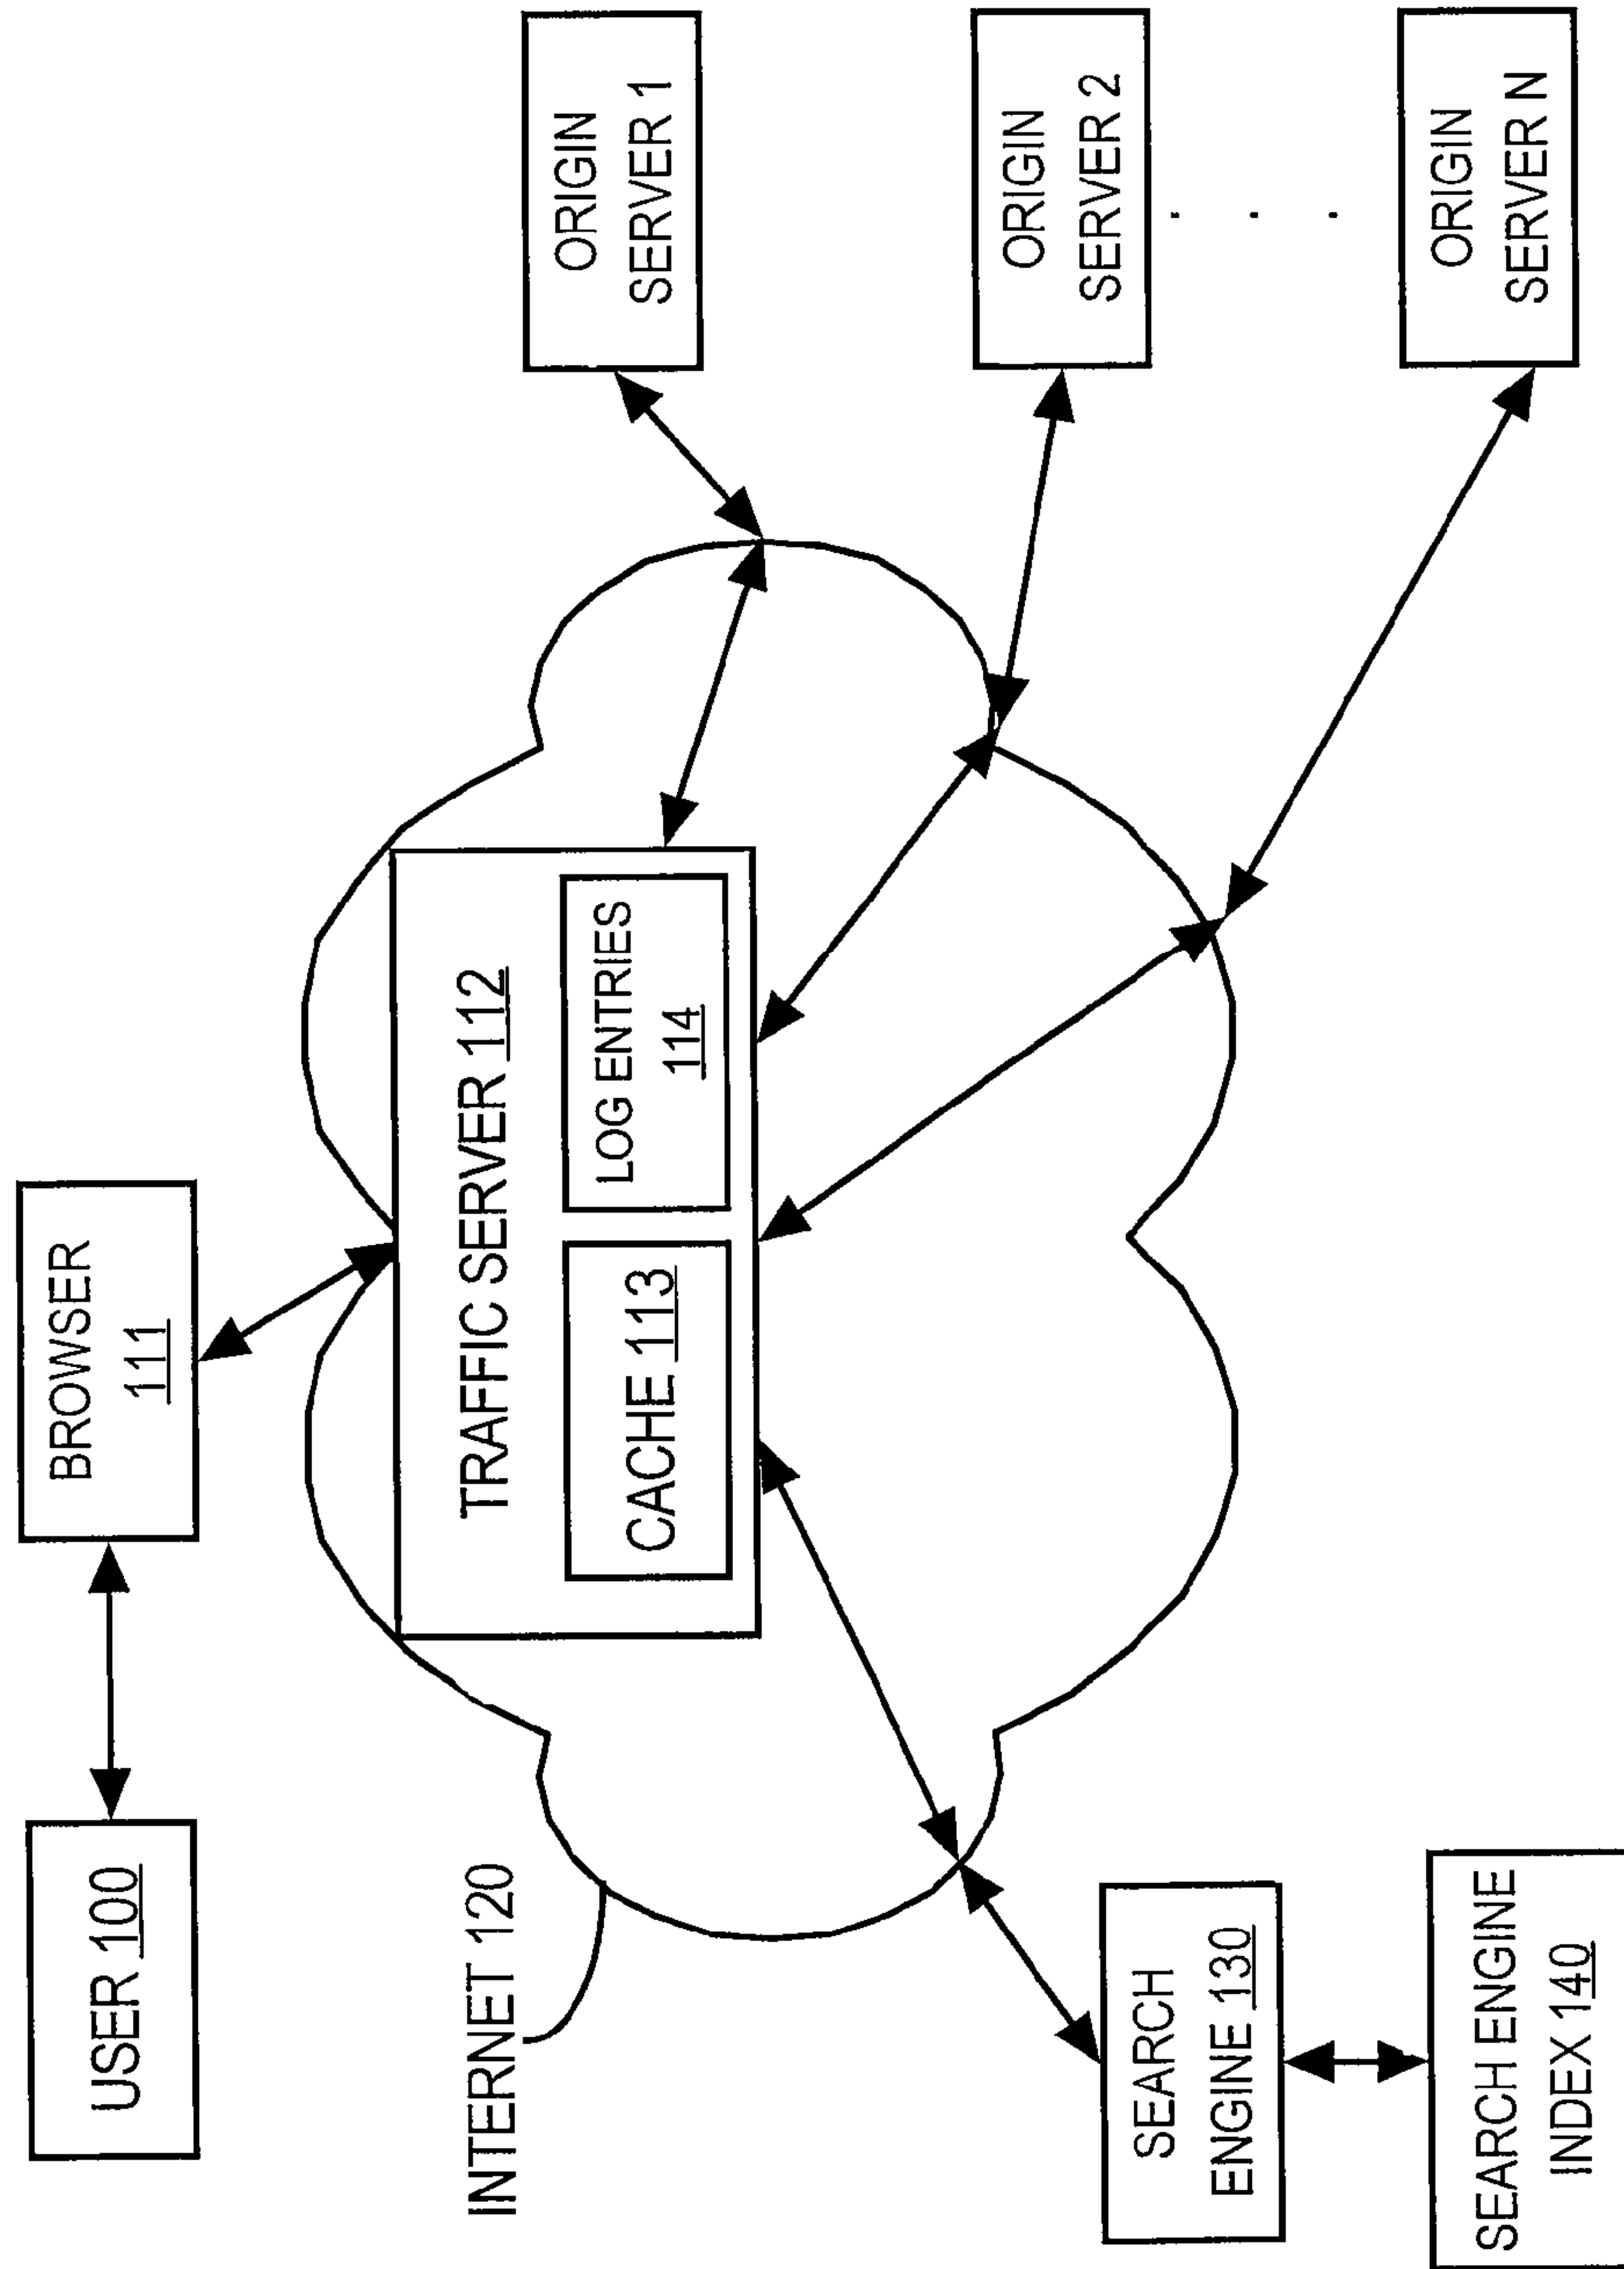 USER 100
BROWSER
111
INTERNET 120
TRAFFIC SERVER 112
CACHE 113
LOG ENTRIES
114
ORIGIN
SERVER 1
ORIGIN
SERVER 2
. . .
ORIGIN
SERVER N
SEARCH
ENGINE 130
SEARCH ENGINE
INDEX 140